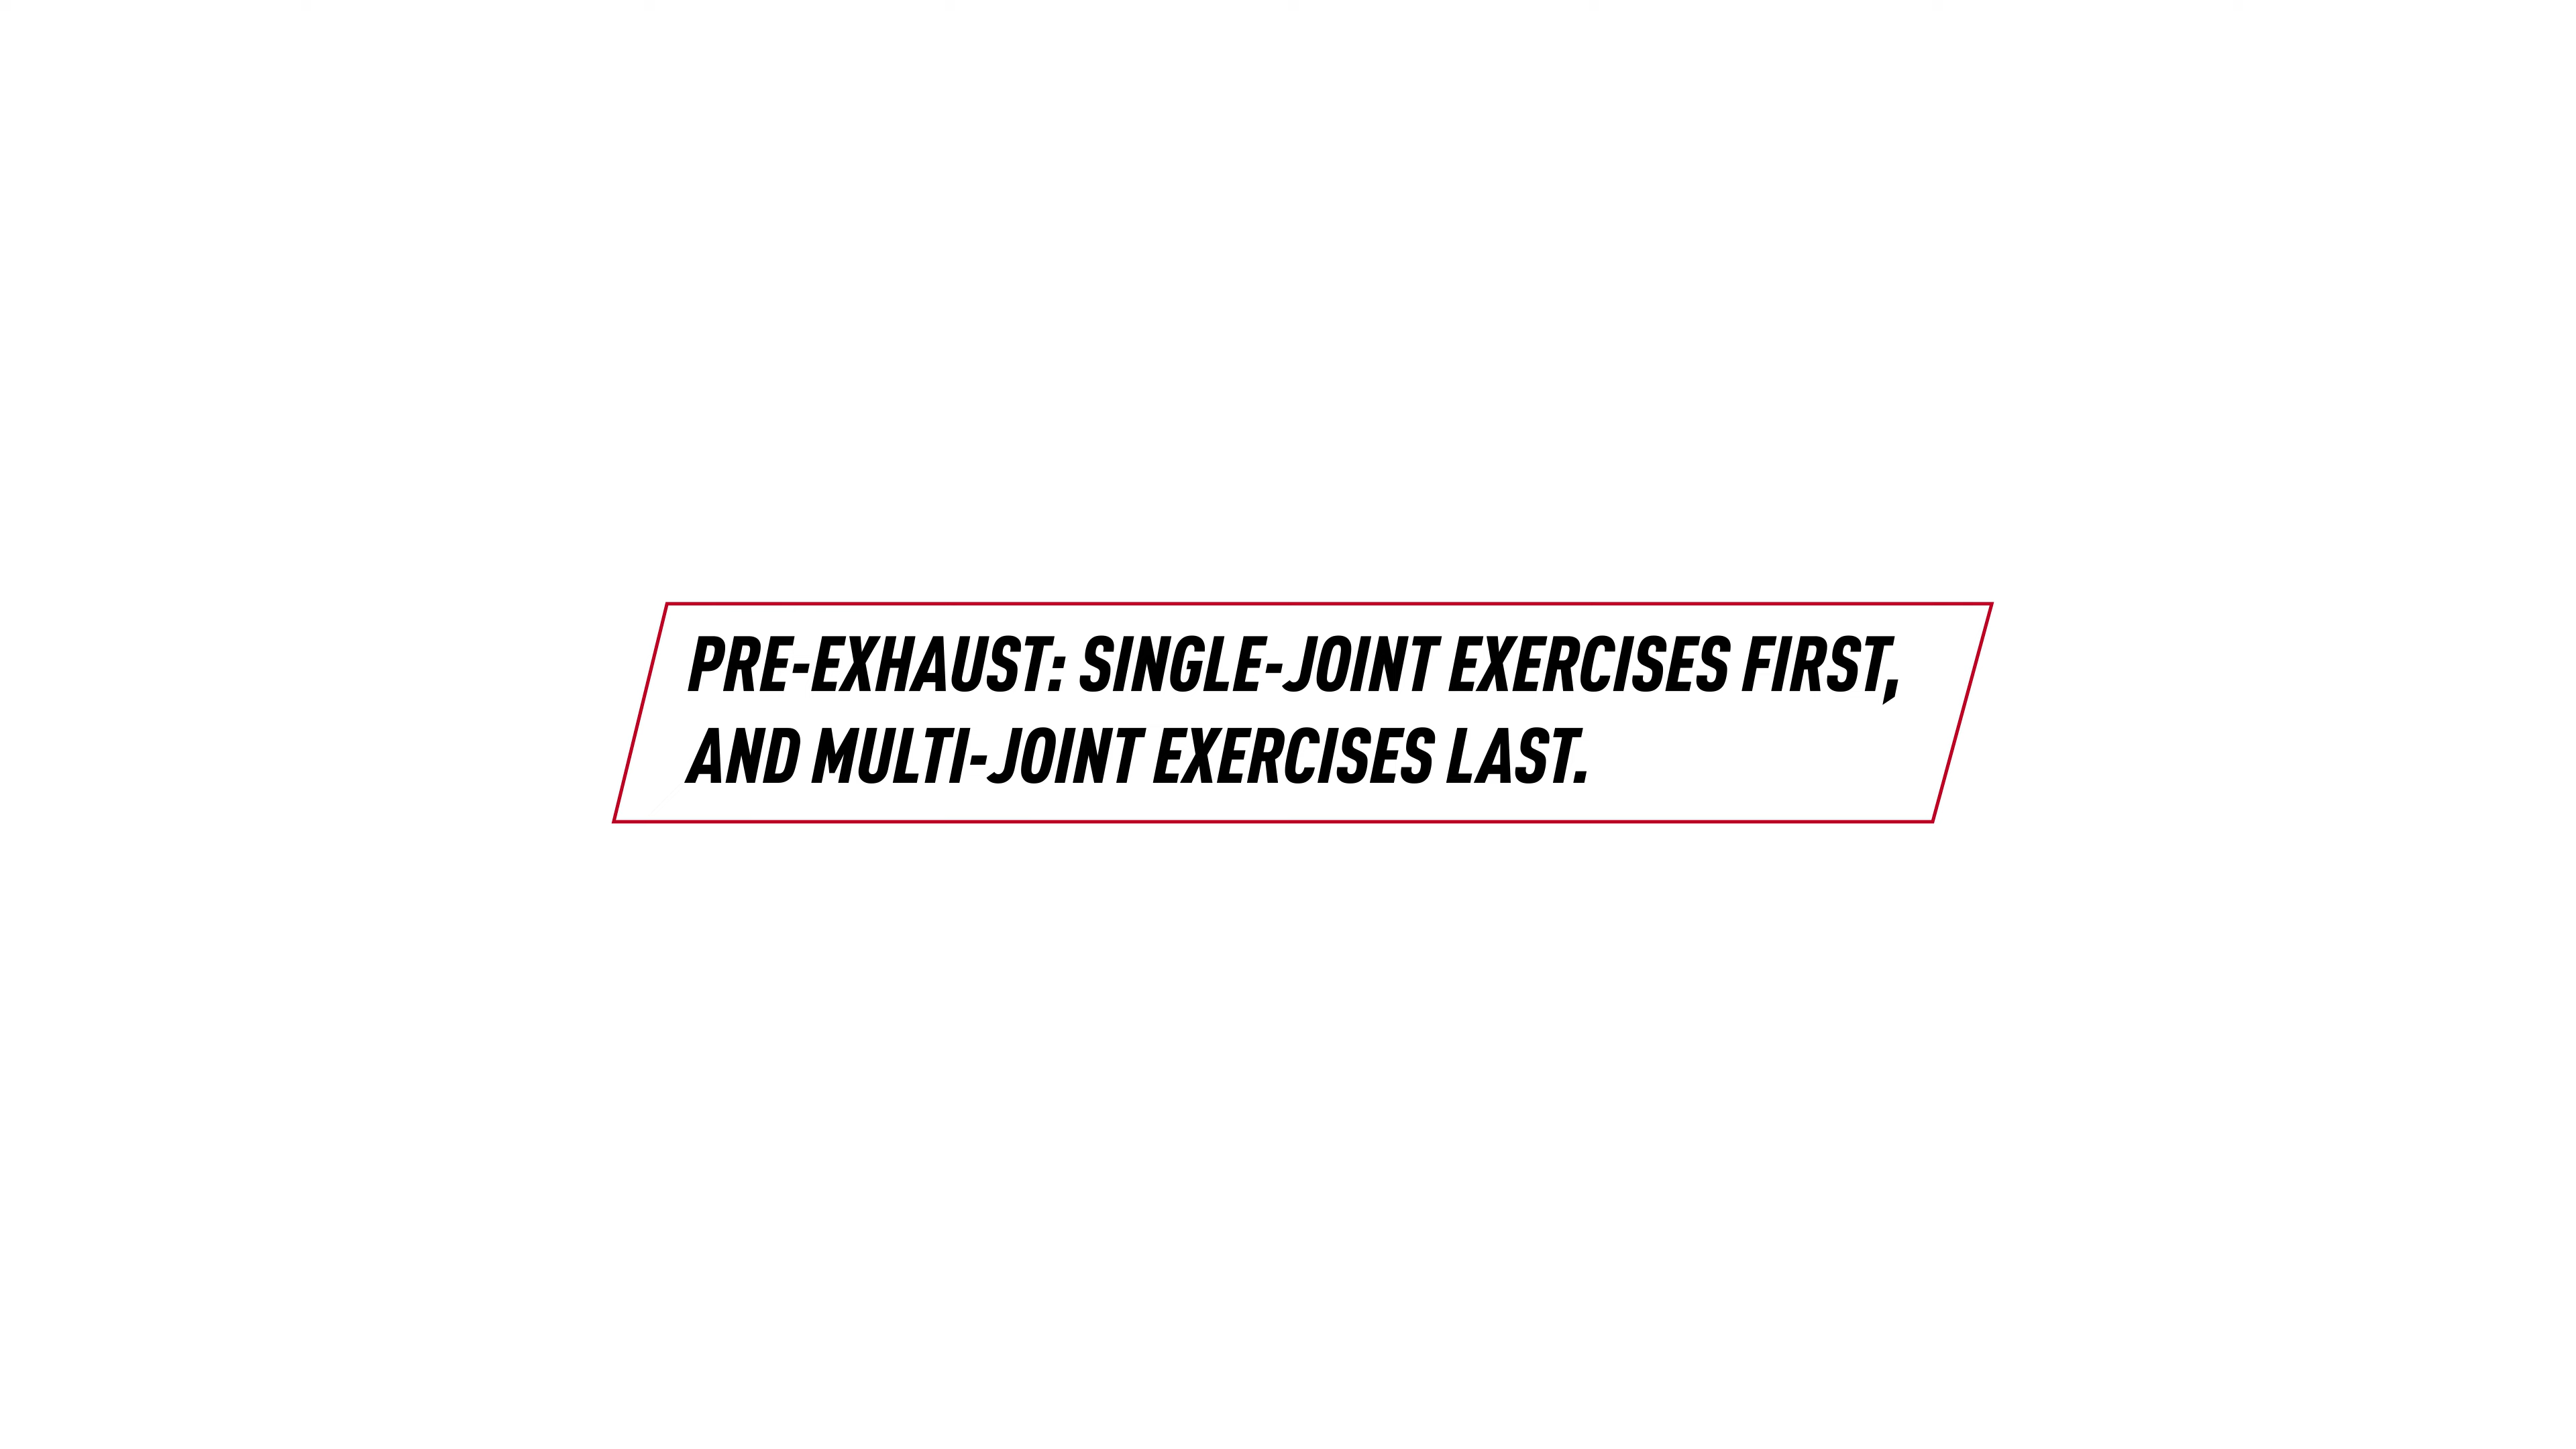 PRE-EXHAUST: SINGLE-JOINT EXERCISES FIRST,
AND MULTI-JOINT EXERCISES LAST.